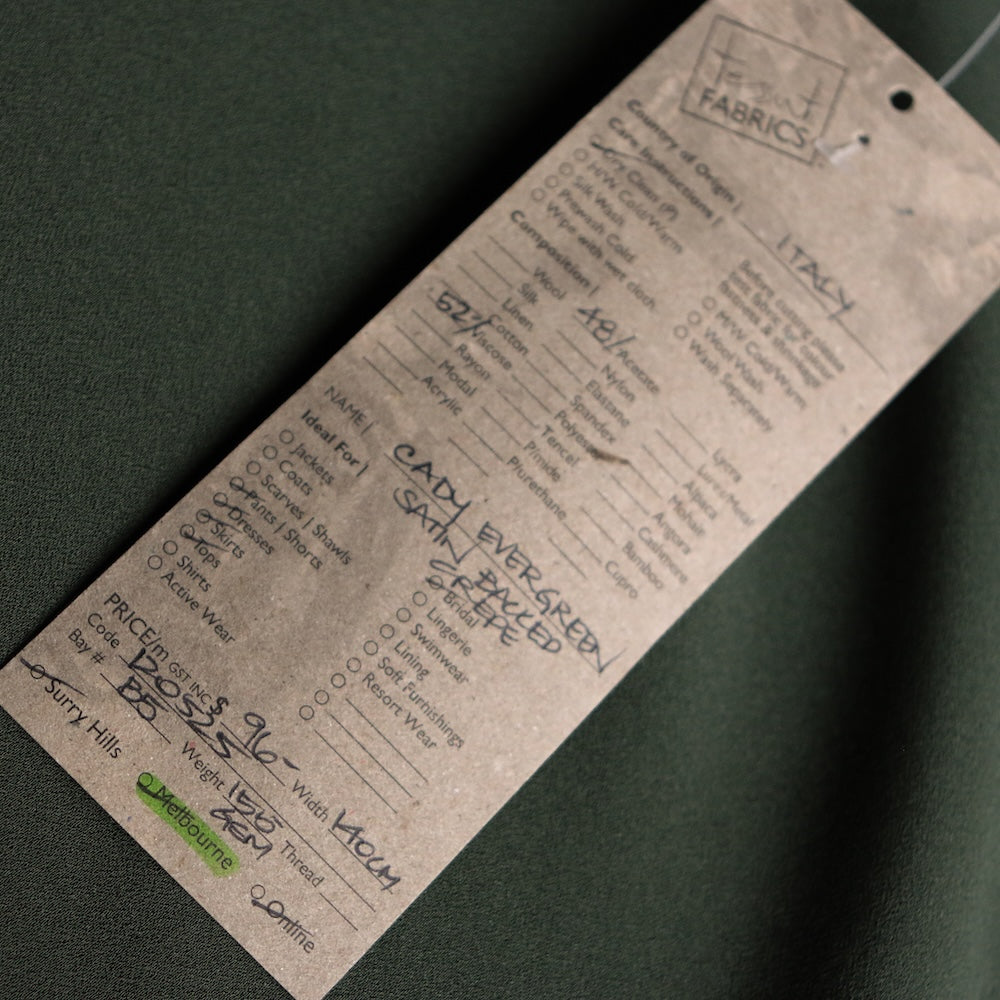 FABRICS
Country of Origin | ITALY
Care Instructions |
Dry Clean (P)
H/W Cold/Warm
Silk Wash
Prewash Cold
Wipe with wet cloth
Before cutting please
test fabric for colour
fastness & shrinkage!
H/W Cold/Warm
Wool Wash
Wash Separately
Composition |
Wool
Silk
Linen
Cotton
52% Viscose
Rayon
Modal
Acrylic
48% Acetate
Nylon
Elastane
Spandex
Polyester
Tencel
Primide
Plurethane
Lycra
Lurex/Metal
Alpaca
Mohair
Angora
Cashmere
Bamboo
Cupro
NAME | CADY EVERGREEN
SATIN BACKED
CREPE
Ideal For |
Jackets
Coats
Scarves | Shawls
Pants | Shorts
Dresses
Skirts
Tops
Shirts
Active Wear
Bridal
Lingerie
Swimwear
Lining
Soft Furnishings
Resort Wear
PRICE/m GST INC $ 96-
Code
Bay # B5
Weight
Width 140CM
Thread
Surry Hills
Melbourne
Online